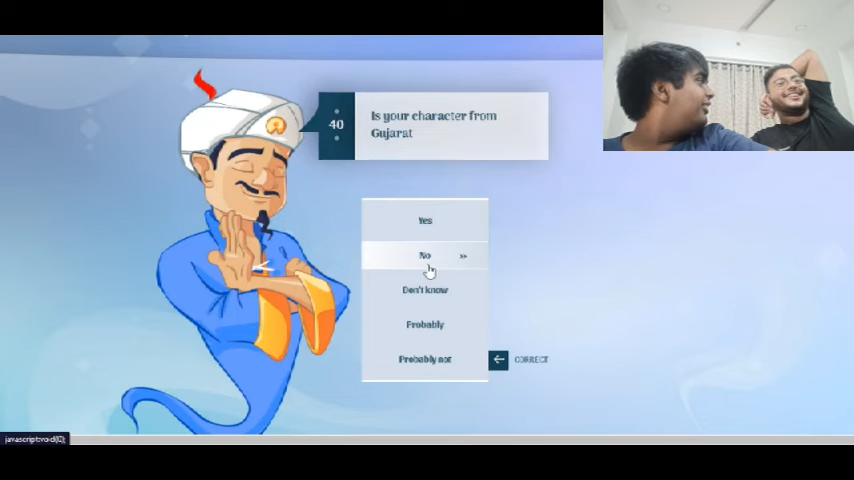 40
Is your character from
Gujarat
Yes
No
Don't know
Probably
Probably not
CORRECT
javascript:void(0);